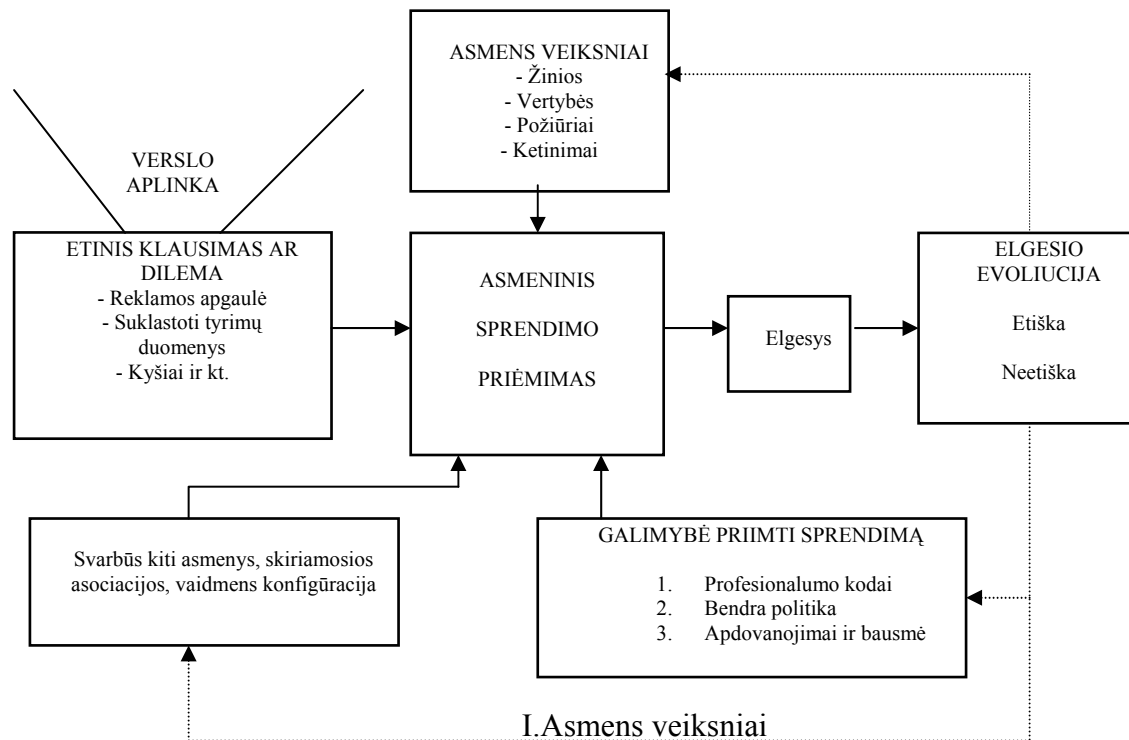 ASMENS VEIKSNIAI
- Žinios
- Vertybės
- Požiūriai
- Ketinimai
VERSLO
APLINKA
ETINIS KLAUSIMAS AR
DILEMA
- Reklamos apgaulė
- Suklastoti tyrimų
duomenys
- Kyšiai ir kt.
ASMENINIS
SPRENDIMO
PRIĖMIMAS
Elgesys
ELGESIO
EVOLIUCIJA
Etiška
Neetiška
Svarbūs kiti asmenys, skiriamosios
asociacijos, vaidmens konfigūracija
GALIMYBĖ PRIIMTI SPRENDIMĄ
1. Profesionalumo kodai
2. Bendra politika
3. Apdovanojimai ir bausmė
I.Asmens veiksniai